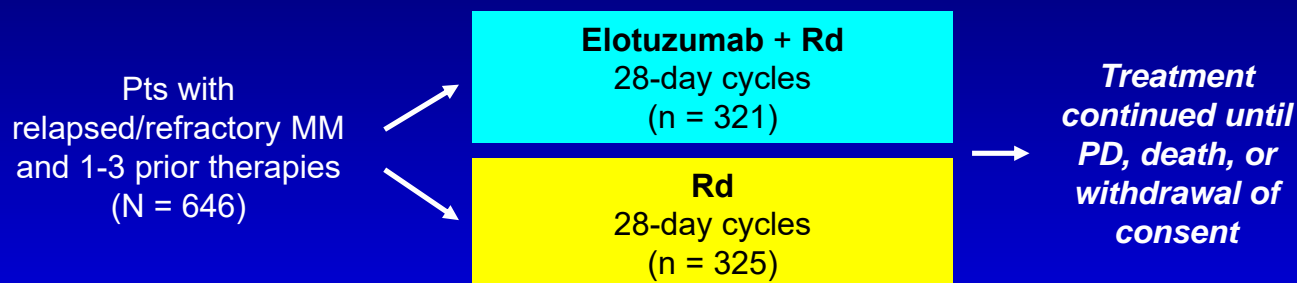 Pts with
relapsed/refractory MM
and 1-3 prior therapies
(N = 646)
Elotuzumab + Rd
28-day cycles
(n = 321)
Rd
28-day cycles
(n = 325)
Treatment
continued until
PD, death, or
withdrawal of
consent